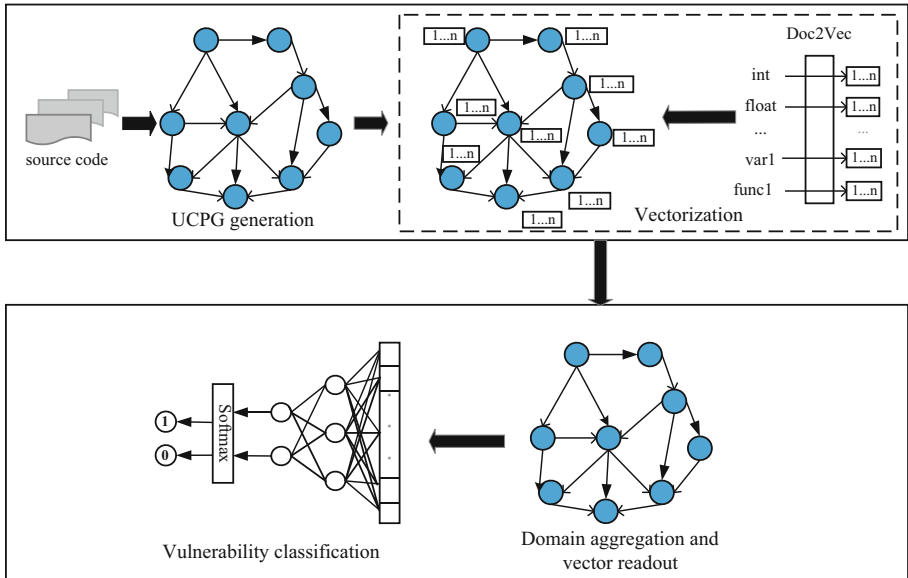 source code
UCPG generation
1...n
1...n
1...n
1...n
1...n
1...n
1...n
1...n
1...n
Vectorization
Doc2Vec
int
1...n
float
1...n
...
...
var1
1...n
func1
1...n
1
0
Softmax
Vulnerability classification
Domain aggregation and
vector readout